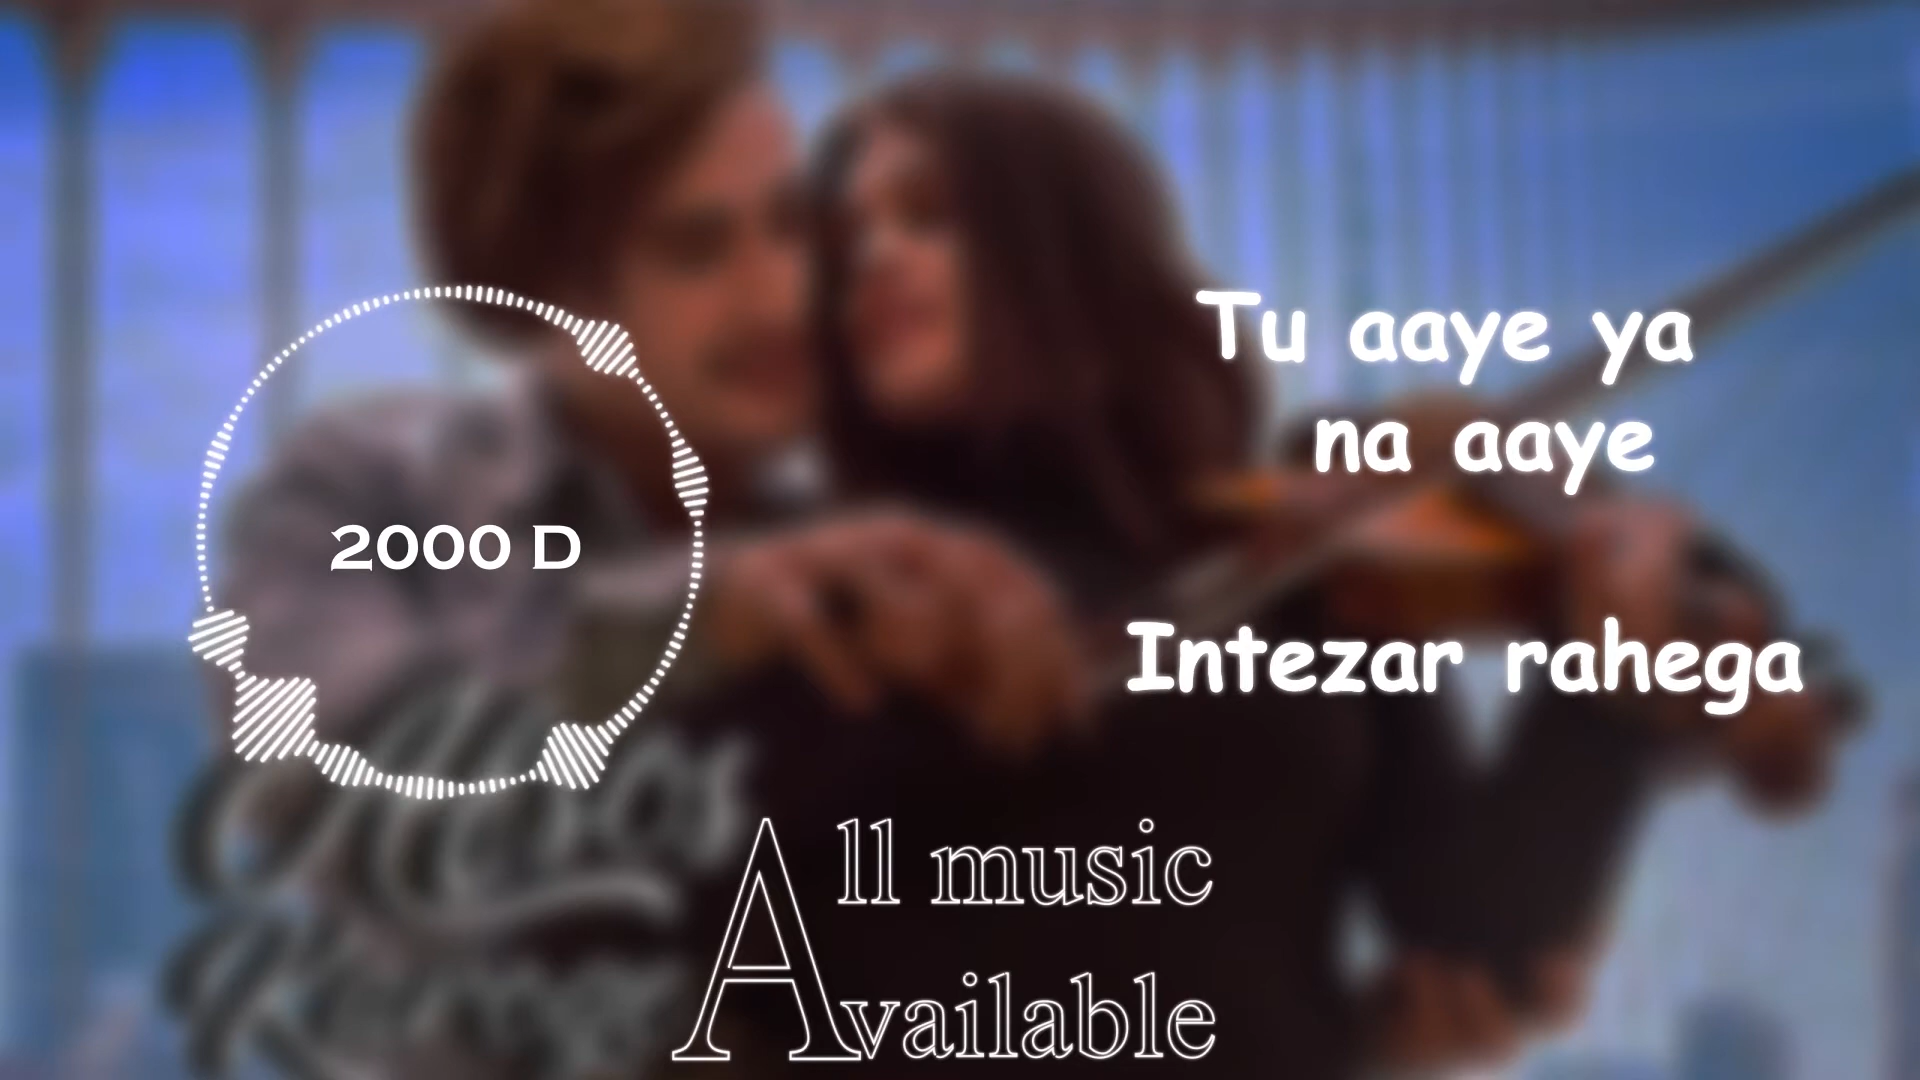 2000 D
Tu aaye ya
na aaye
Intezar rahega
All music
Available